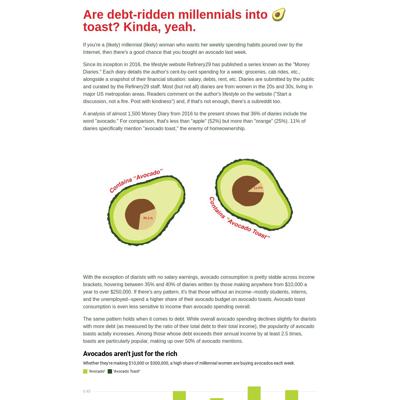 Are debt-ridden millennials into 🥑
toast? Kinda, yeah.
If you're a (likely) millennial (likely) woman who wants her weekly spending habits poured over by the
Internet, then there's a good chance that you bought an avocado last week.
Since its inception in 2016, the lifestyle website Refinery29 has published a series known as the "Money
Diaries." Each diary details the author's cent-by-cent spending for a week: groceries, cab rides, etc.,
alongside a snapshot of their financial situation: salary, debts, rent, etc. Diaries are submitted by the public
and curated by the Refinery29 staff. Most (but not all) diaries are from women in the 20s and 30s, living in
major US metropolitan areas. Readers comment on the author's lifestyle on the website ("Start a
discussion, not a fire. Post with kindness") and, if that's not enough, there's a subreddit too.
A analysis of almost 1,500 Money Diary from 2016 to the present shows that 36% of diaries include the
word "avocado." For comparison, that's less than "apple" (52%) but more than "orange" (25%). 11% of
diaries specifically mention "avocado toast," the enemy of homeownership.
Contains "Avocado"
Contains "Avocado Toast"
With the exception of diarists with no salary earnings, avocado consumption is pretty stable across income
brackets, hovering between 35% and 40% of diaries written by those making anywhere from $10,000 a
year to over $250,000. If there's any pattern, it's that those without an income–mostly students, interns,
and the unemployed–spend a higher share of their avocado budget on avocado toasts. Avocado toast
consumption is even less sensitive to income than avocado spending overall.
The same pattern holds when it comes to debt. While overall avocado spending declines slightly for diarists
with more debt (as measured by the ratio of their total debt to their total income), the popularity of avocado
toasts actally increases. Among those whose debt exceeds their annual income by at least 2.5 times,
toasts are particularly popular, making up over 50% of avocado mentions.
Avocados aren't just for the rich
Whether they're making $10,000 or $300,000, a high share of millennial women are buying avocados each week.
"Avocado" "Avocado Toast"